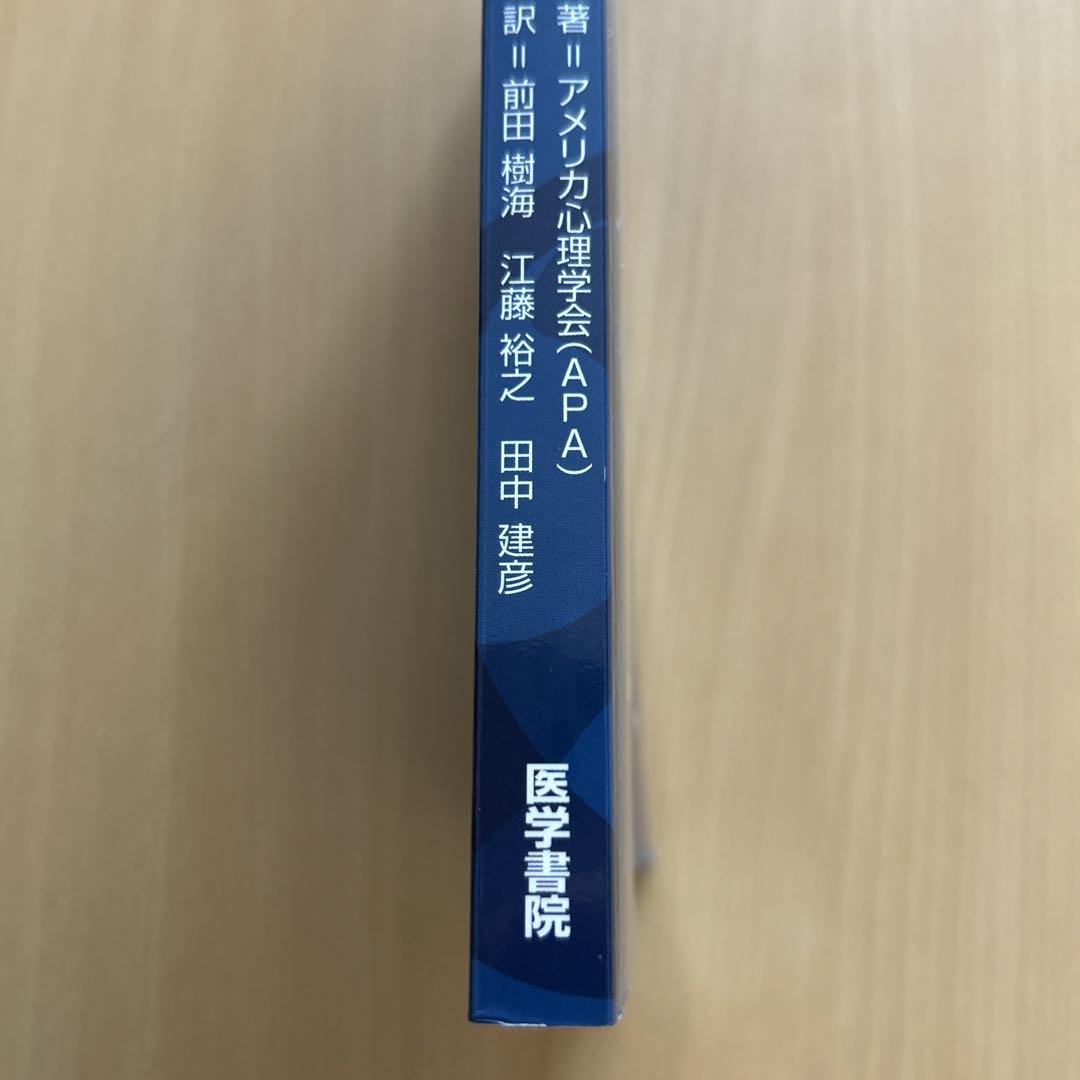 著＝アメリカ心理学会(APA)
訳＝前田 樹海　江藤 裕之　田中 建彦
医学書院